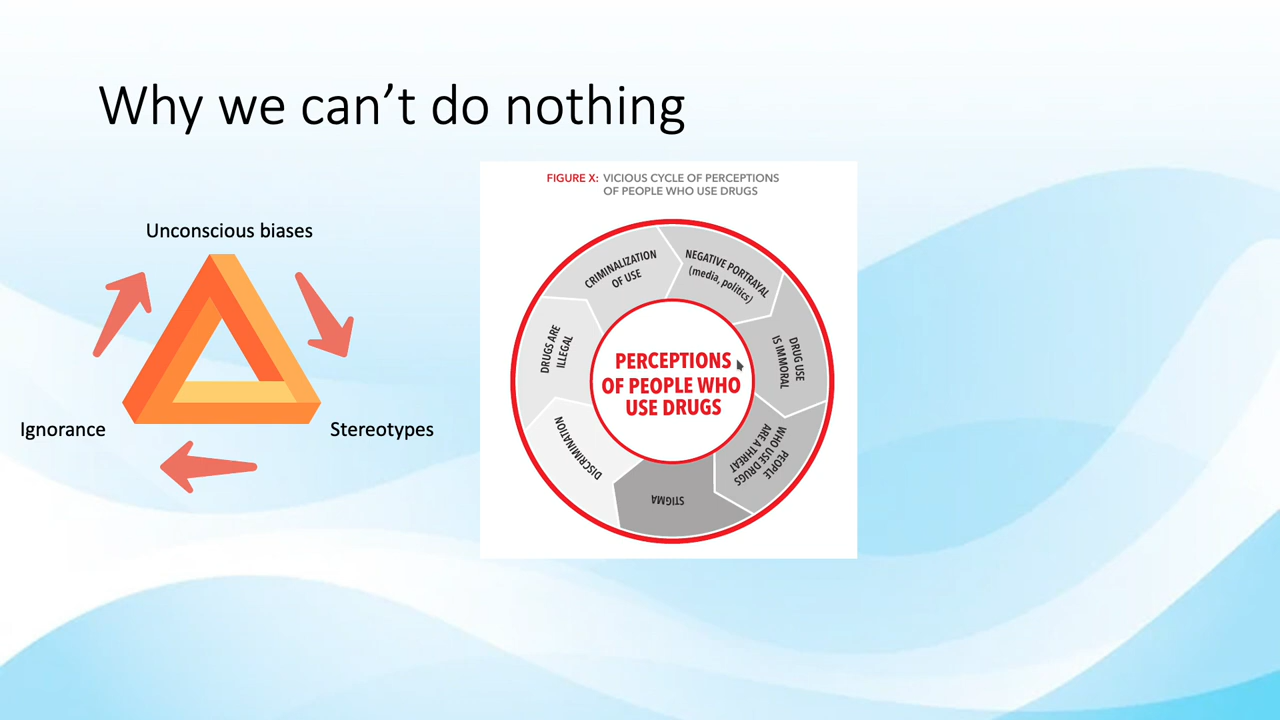 Why we can't do nothing
Unconscious biases
Ignorance
Stereotypes
FIGURE X: VICIOUS CYCLE OF PERCEPTIONS
OF PEOPLE WHO USE DRUGS
CRIMINALIZATION
OF USE
NEGATIVE PORTRAYAL
(media, politics)
DRUG USE
IS IMMORAL
PEOPLE
WHO USE DRUGS
ARE A THREAT
STIGMA
DISCRIMINATION
DRUGS ARE
ILLEGAL
PERCEPTIONS
OF PEOPLE WHO
USE DRUGS